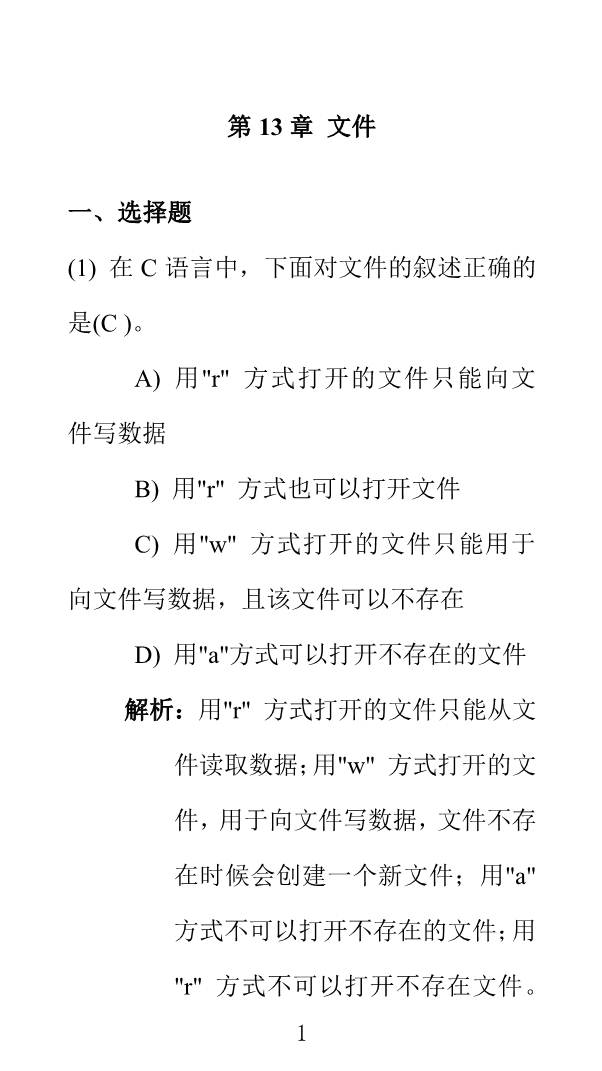 第 13 章 文件
一、选择题
(1) 在 C 语言中，下面对文件的叙述正确的
是(C )。
A) 用"r" 方式打开的文件只能向文
件写数据
B) 用"r" 方式也可以打开文件
C) 用"w" 方式打开的文件只能用于
向文件写数据，且该文件可以不存在
D) 用"a"方式可以打开不存在的文件
解析：用"r" 方式打开的文件只能从文
件读取数据；用"w" 方式打开的文
件，用于向文件写数据，文件不存
在时候会创建一个新文件；用"a"
方式不可以打开不存在的文件；用
"r" 方式不可以打开不存在文件。
1